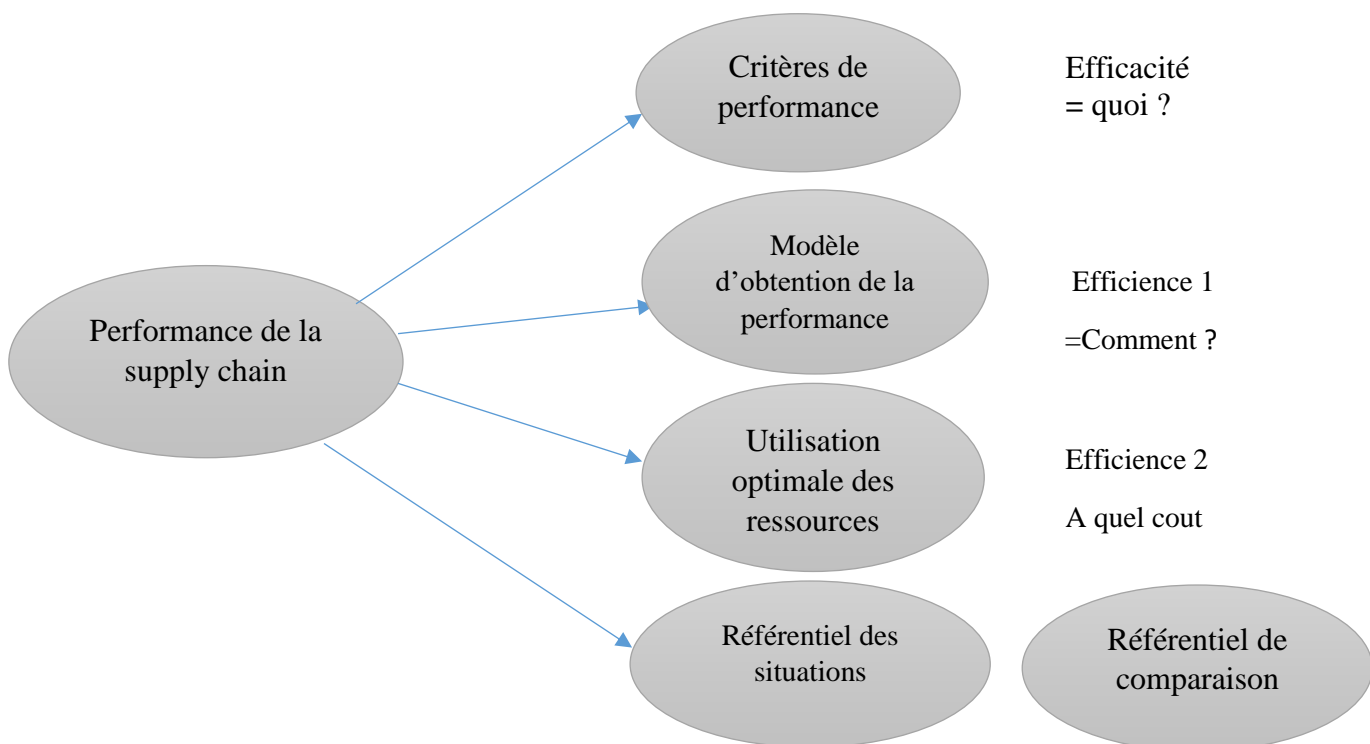 Critères de
performance
Efficacité
= quoi ?
Modèle
d’obtention de la
performance
Efficience 1
=Comment ?
Performance de la
supply chain
Utilisation
optimale des
ressources
Efficience 2
A quel cout
Référentiel des
situations
Référentiel de
comparaison